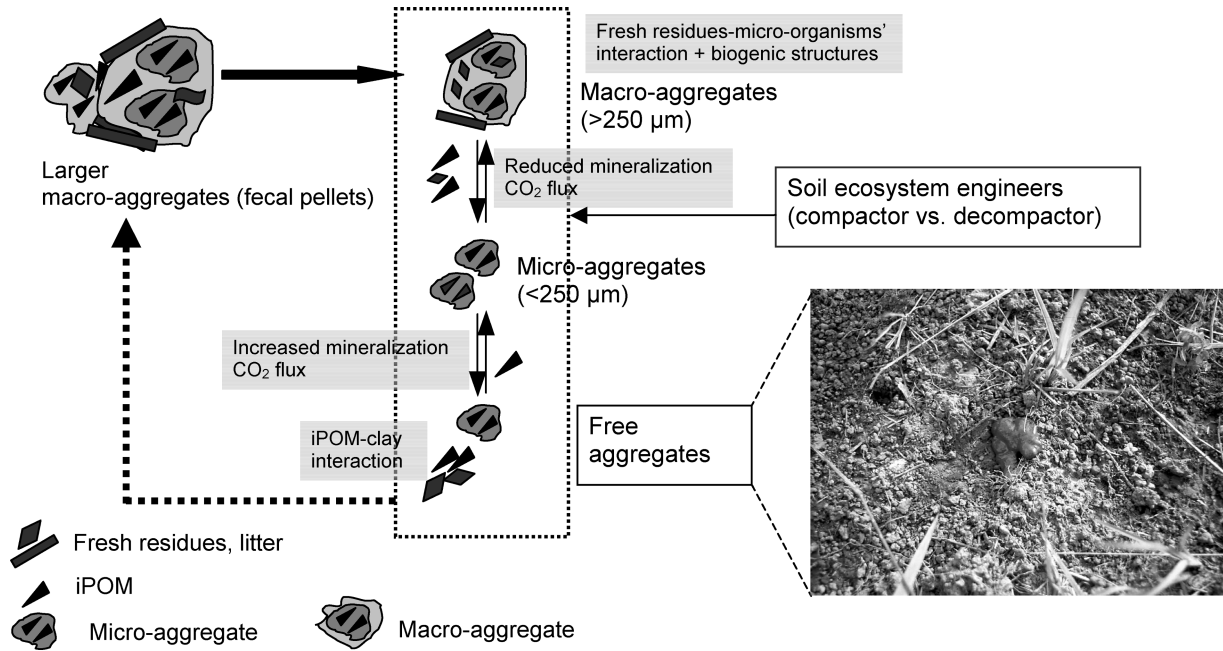 Fresh residues-micro-organisms'
interaction + biogenic structures
Macro-aggregates
(>250 µm)
Larger
macro-aggregates (fecal pellets)
Reduced mineralization
CO₂ flux
Soil ecosystem engineers
(compactor vs. decompactor)
Micro-aggregates
(<250 µm)
Increased mineralization
CO₂ flux
iPOM-clay
interaction
Free
aggregates
Fresh residues, litter
iPOM
Micro-aggregate
Macro-aggregate